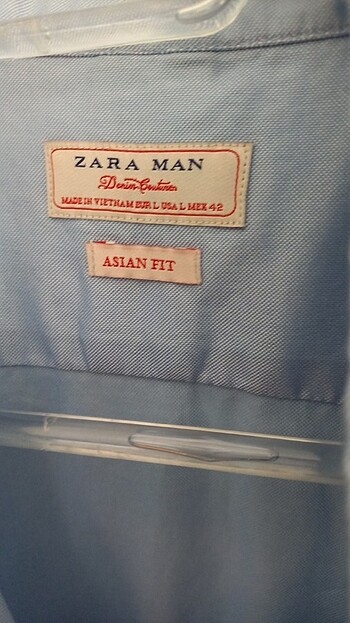 ZARA MAN
Denim Couture
MADE IN VIETNAM EUR L USA L MEX 42
ASIAN FIT